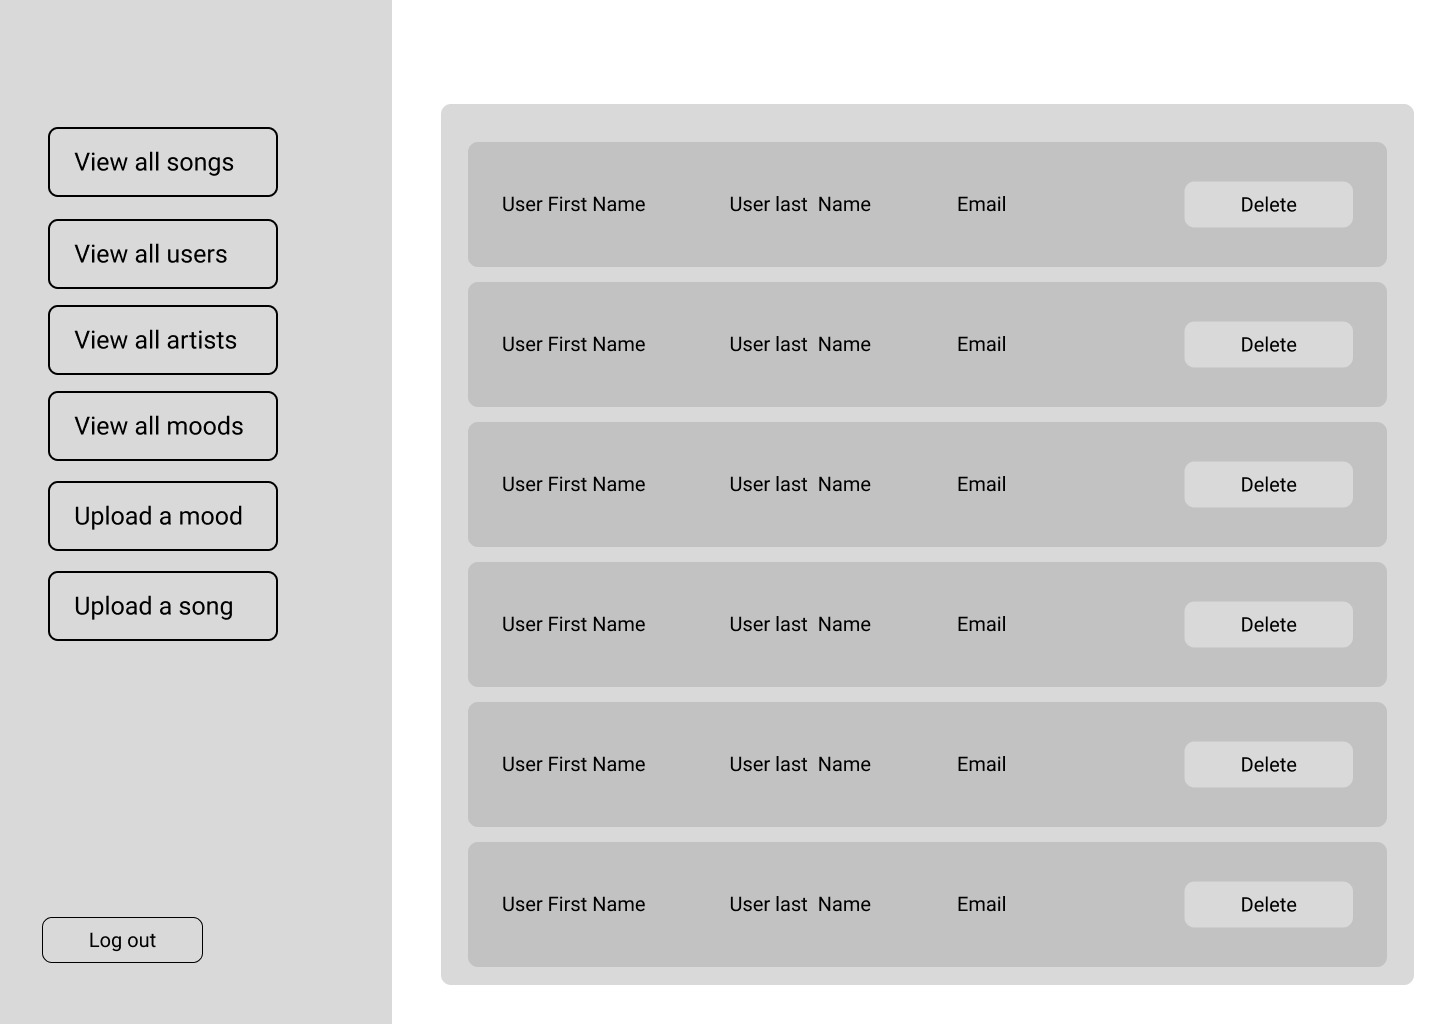 View all songs
View all users
View all artists
View all moods
Upload a mood
Upload a song
Log out
User First Name User last  Name Email Delete
User First Name User last  Name Email Delete
User First Name User last  Name Email Delete
User First Name User last  Name Email Delete
User First Name User last  Name Email Delete
User First Name User last  Name Email Delete